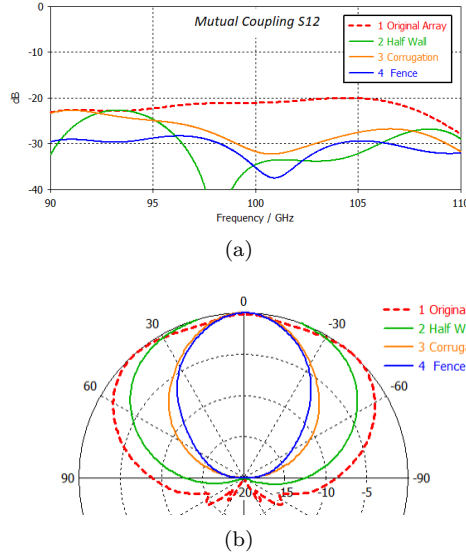 Mutual Coupling S12
1 Original Array
2 Half Wall
3 Corrugation
4 Fence
0
-10
-20
-30
-40
dB
90
95
100
105
110
Frequency / GHz
(a)
0
30
-30
60
-60
90
-90
-20
-15
-10
-5
1 Origina
2 Half W
3 Corruga
4 Fence
(b)